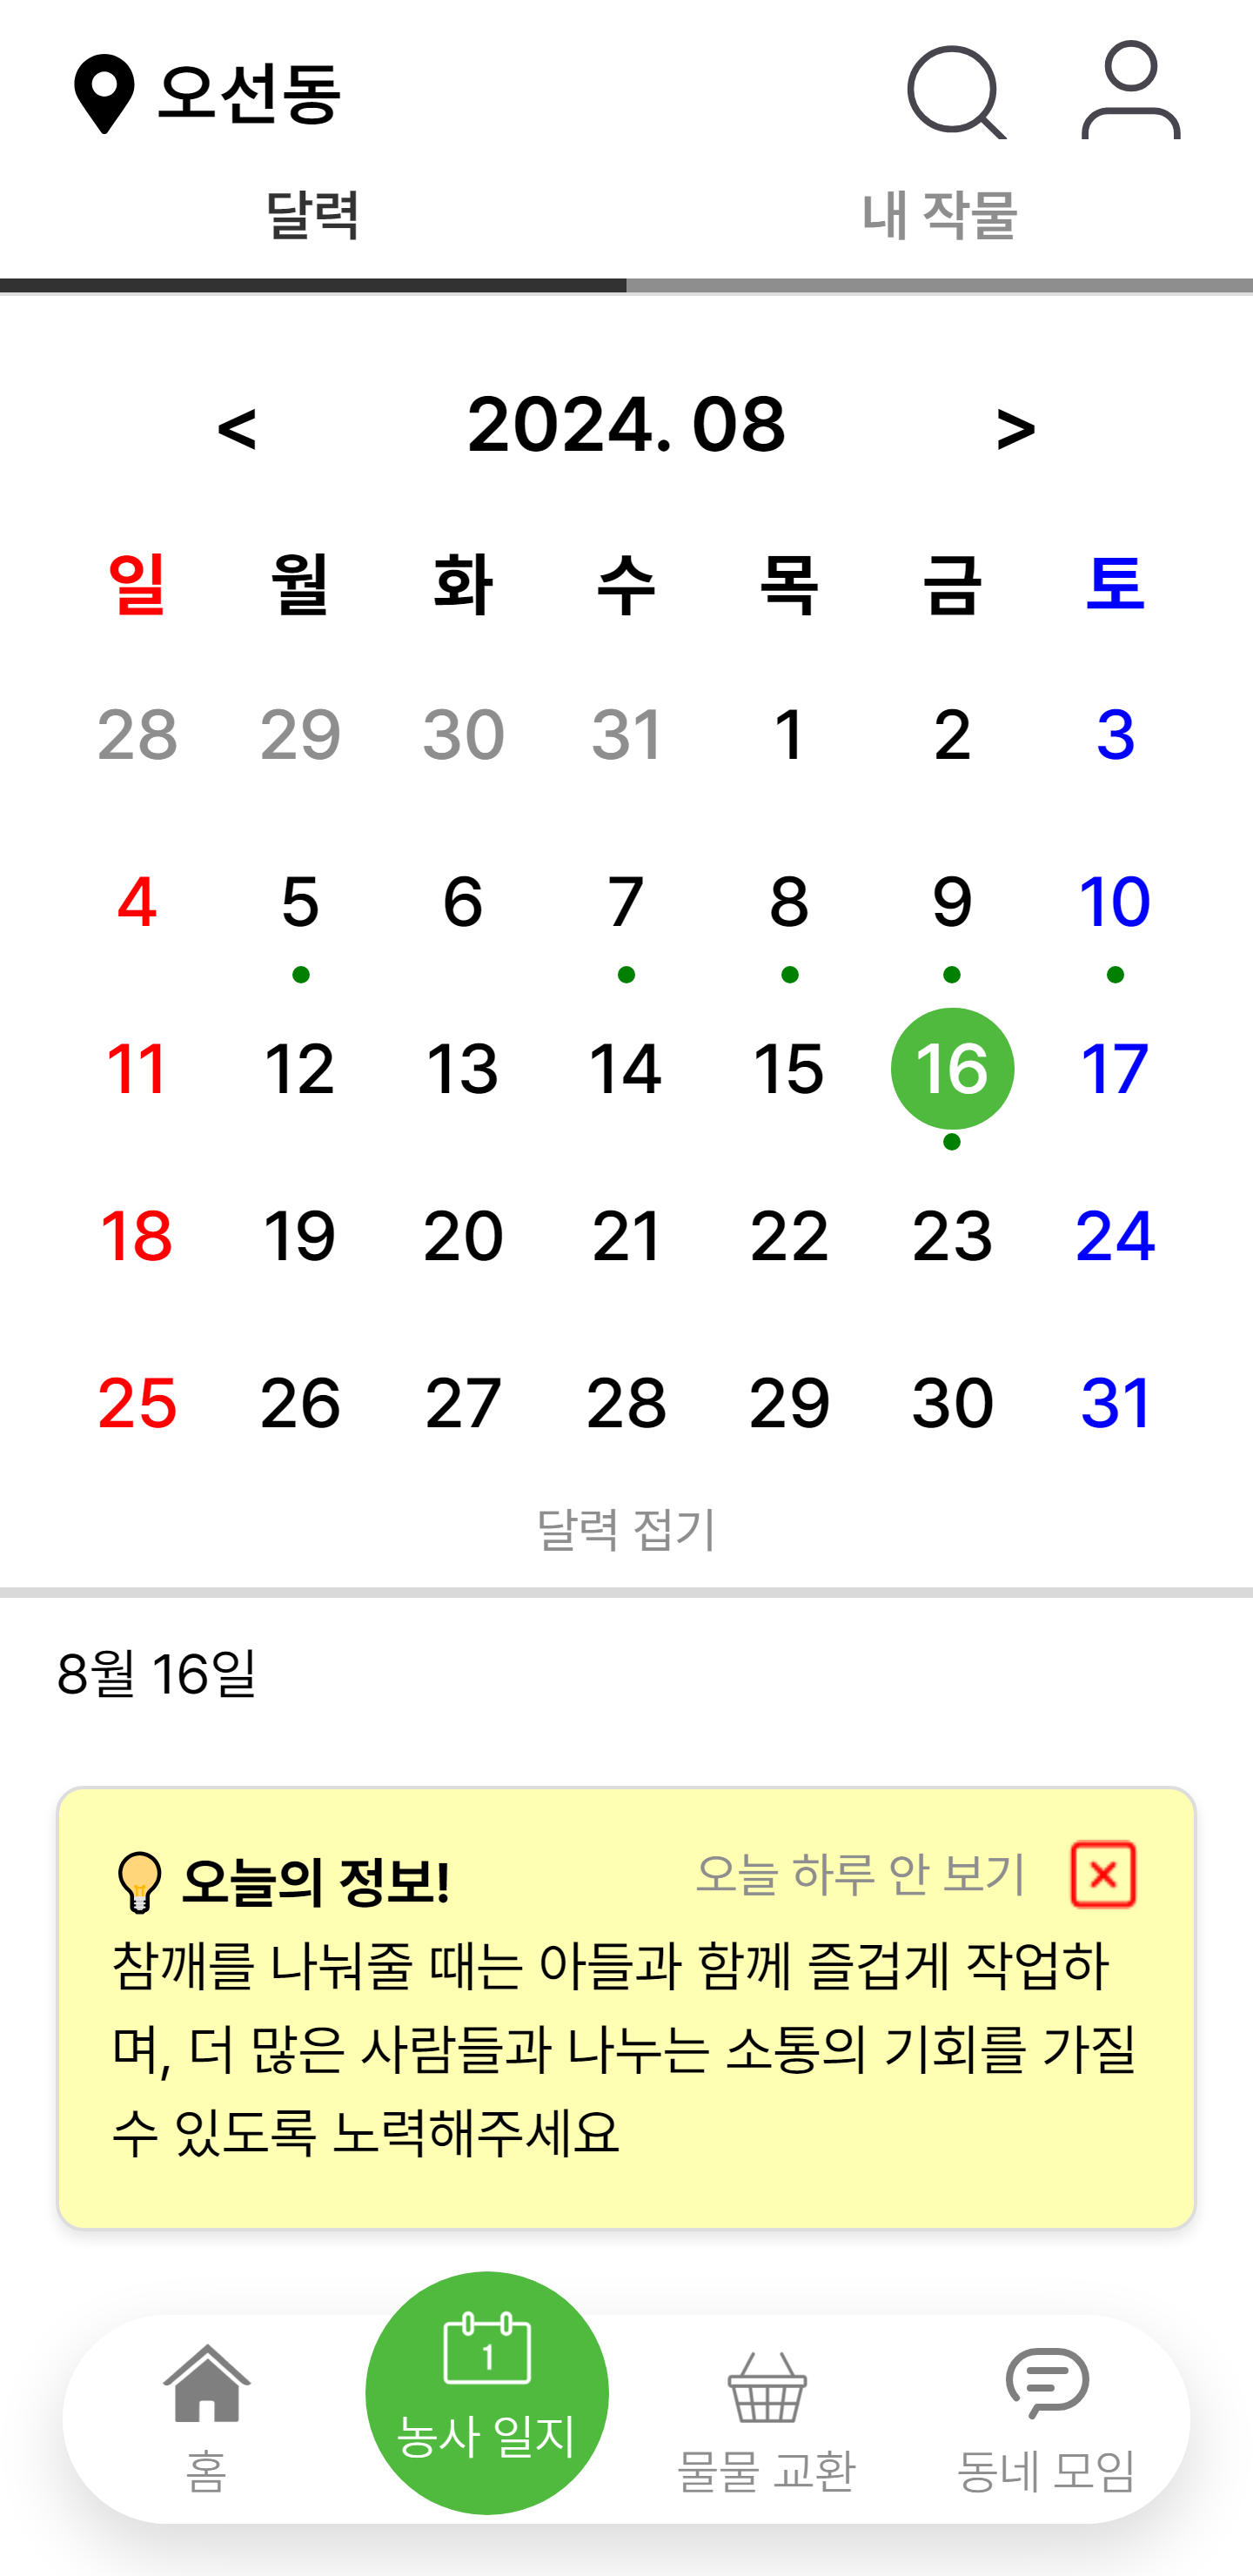 오선동
달력 내 작물
< 2024. 08 >
일 월 화 수 목 금 토
28 29 30 31 1 2 3
4 5 6 7 8 9 10
11 12 13 14 15 16 17
18 19 20 21 22 23 24
25 26 27 28 29 30 31
달력 접기
8월 16일
오늘의 정보! 오늘 하루 안 보기
참깨를 나눠줄 때는 아들과 함께 즐겁게 작업하
며, 더 많은 사람들과 나누는 소통의 기회를 가질
수 있도록 노력해주세요
1
홈 농사 일지 물물 교환 동네 모임